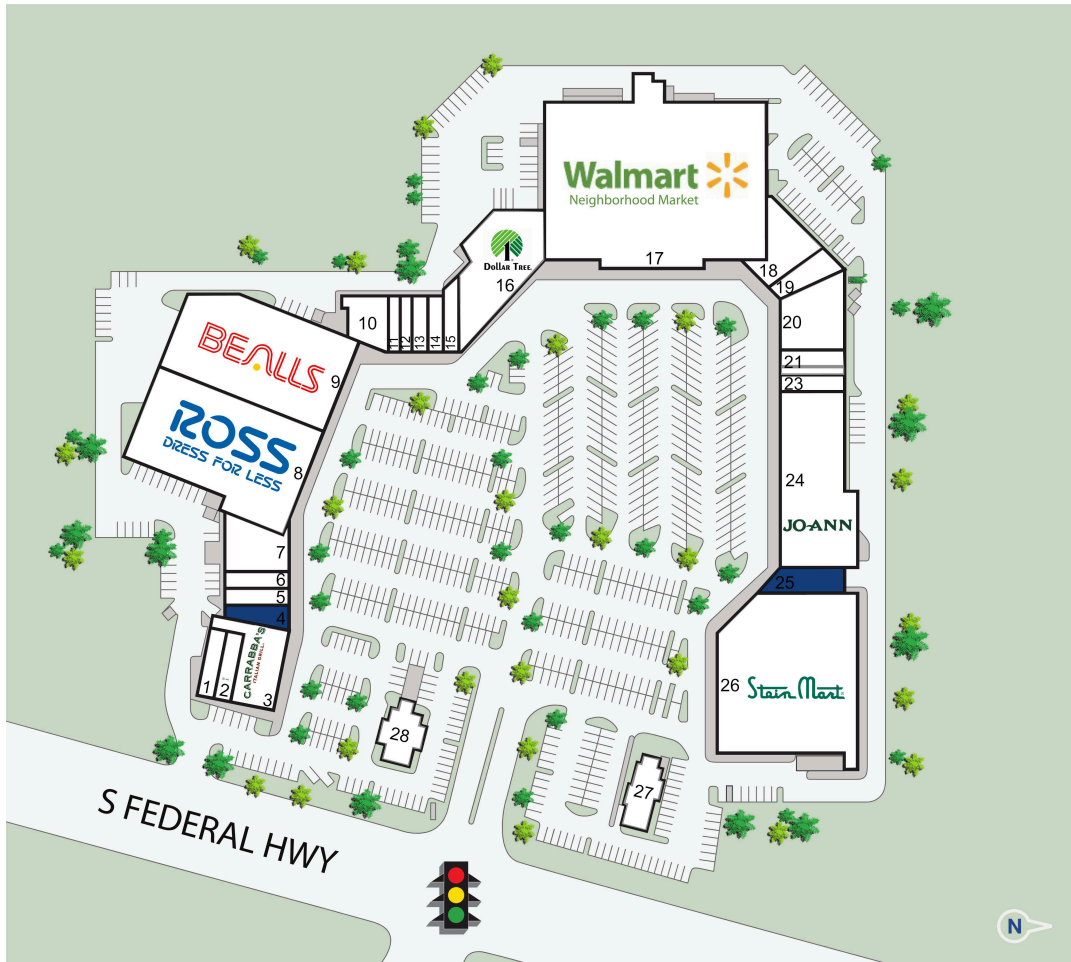 Walmart
Neighborhood Market
17
DOLLAR TREE
16
18
19
20
21
23
24
JO-ANN
25
26
Stein Mart
10
11
12
13
14
15
BEALLS
9
ROSS
DRESS FOR LESS
8
7
6
5
4
CARRABBA'S
ITALIAN GRILL
1
2
3
28
27
S FEDERAL HWY
N